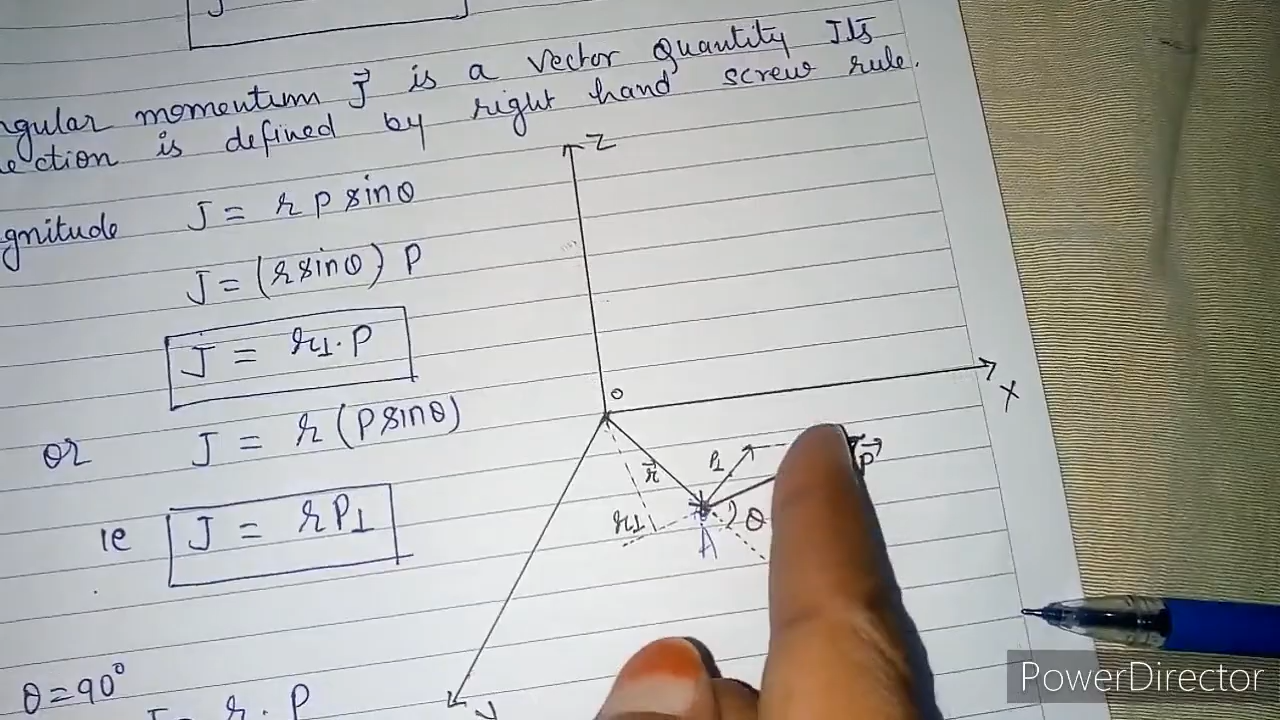 ngular momentum J⃗ is a vector Quantity Its
ection is defined by right hand screw rule.
gnitude J = r P sinθ
J = (r sinθ) P
J = r⊥ · P
or J = r (P sinθ)
ie J = r P⊥
θ = 90°
J = r . P
Z
O
X
r⃗
P⊥
P⃗
r⊥
θ
A
Y
PowerDirector